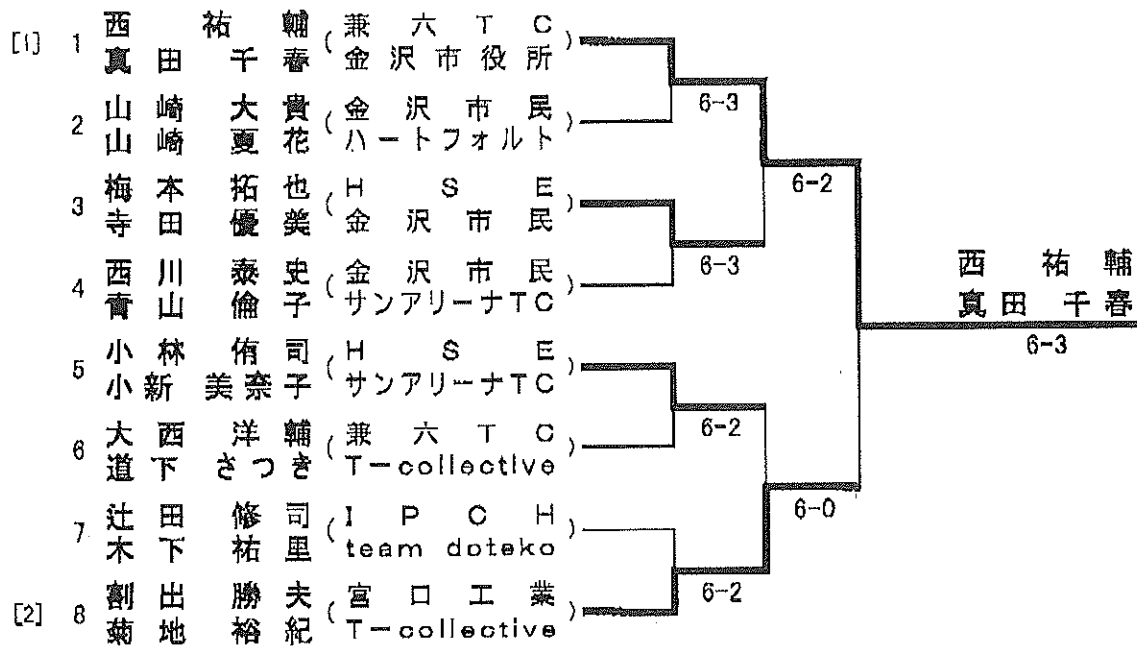 [1] 1 西 祐輔 (兼六TC)
真田 千春 金沢市役所
6-3
2 山崎 大貴 (金沢市民)
山崎 夏花 ハートフォルト
6-2
3 梅本 拓也 (HSE)
寺田 優美 金沢市民
6-3
4 西川 泰史 (金沢市民)
青山 倫子 サンアリーナTC
西 祐輔
真田 千春
6-3
5 小林 侑司 (HSE)
小新 美奈子 サンアリーナTC
6-2
6 大西 洋輔 (兼六TC)
道下 さつき T-collective
6-0
7 辻田 修司 (IPCH)
木下 祐里 team doteko
6-2
[2] 8 割出 勝夫 (宮口工業)
菊地 裕紀 T-collective